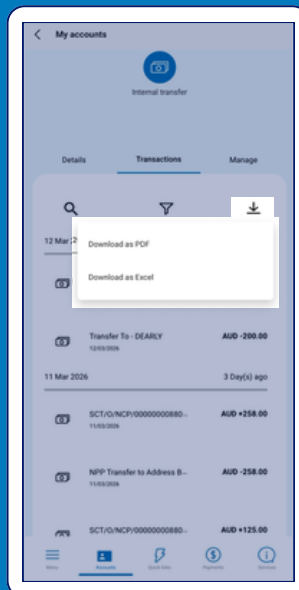 My accounts
Internal transfer
Details Transactions Manage
12 Mar 2
Download as PDF
Download as Excel
Transfer To - DEARLY AUD -200.00
12/03/2026
11 Mar 2026 3 Day(s) ago
SCT/O/NCP/00000000880... AUD +258.00
11/03/2026
NPP Transfer to Address B... AUD -258.00
11/03/2026
SCT/O/NCP/00000000880... AUD +125.00
Menu Accounts Quick links Payments Services